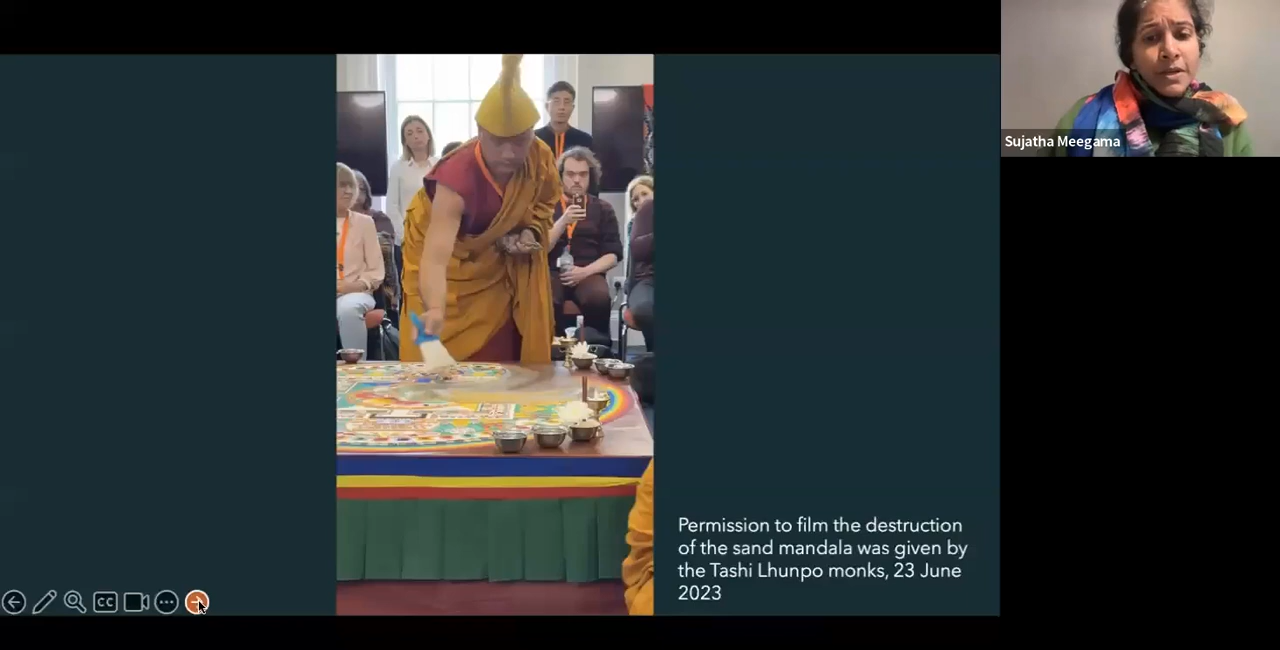 Sujatha Meegama
Permission to film the destruction
of the sand mandala was given by
the Tashi Lhunpo monks, 23 June
2023
CC